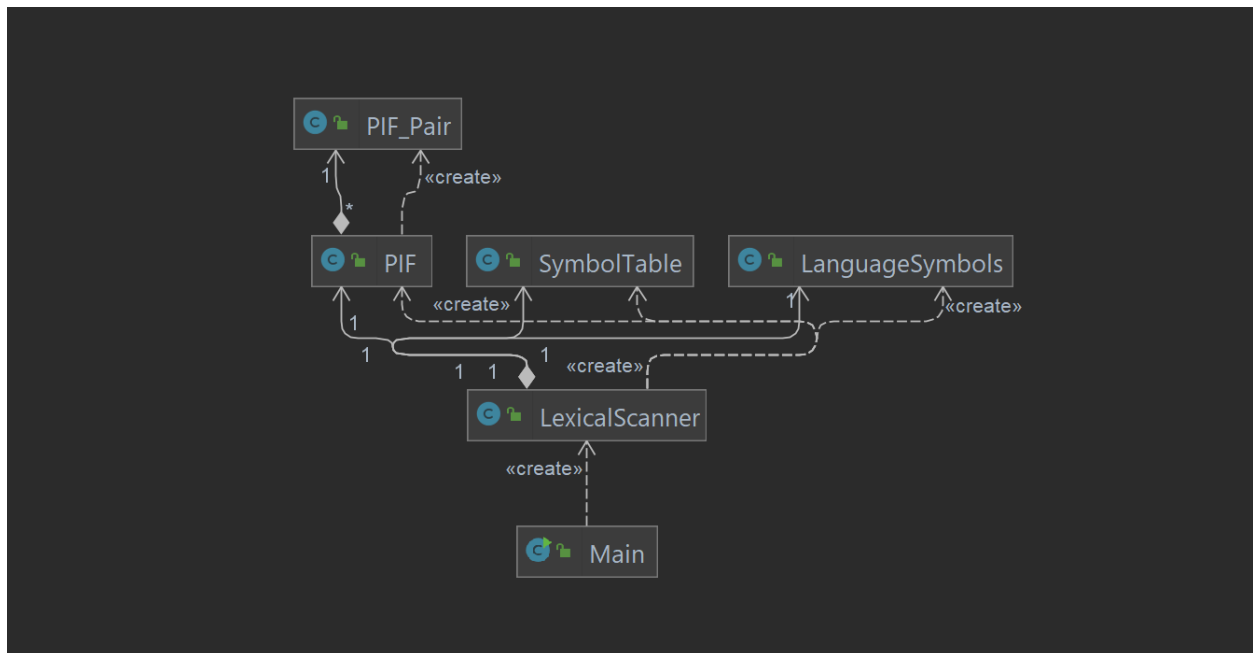 PIF_Pair
1
«create»
*
PIF
SymbolTable
LanguageSymbols
«create»
1
«create»
1
1
1
1
1
«create»
LexicalScanner
«create»
Main